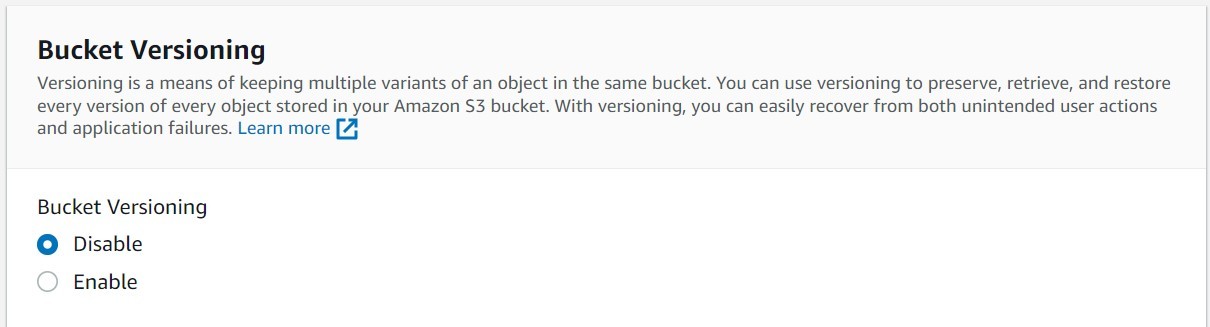 Bucket Versioning
Versioning is a means of keeping multiple variants of an object in the same bucket. You can use versioning to preserve, retrieve, and restore
every version of every object stored in your Amazon S3 bucket. With versioning, you can easily recover from both unintended user actions
and application failures. Learn more
Bucket Versioning
Disable
Enable